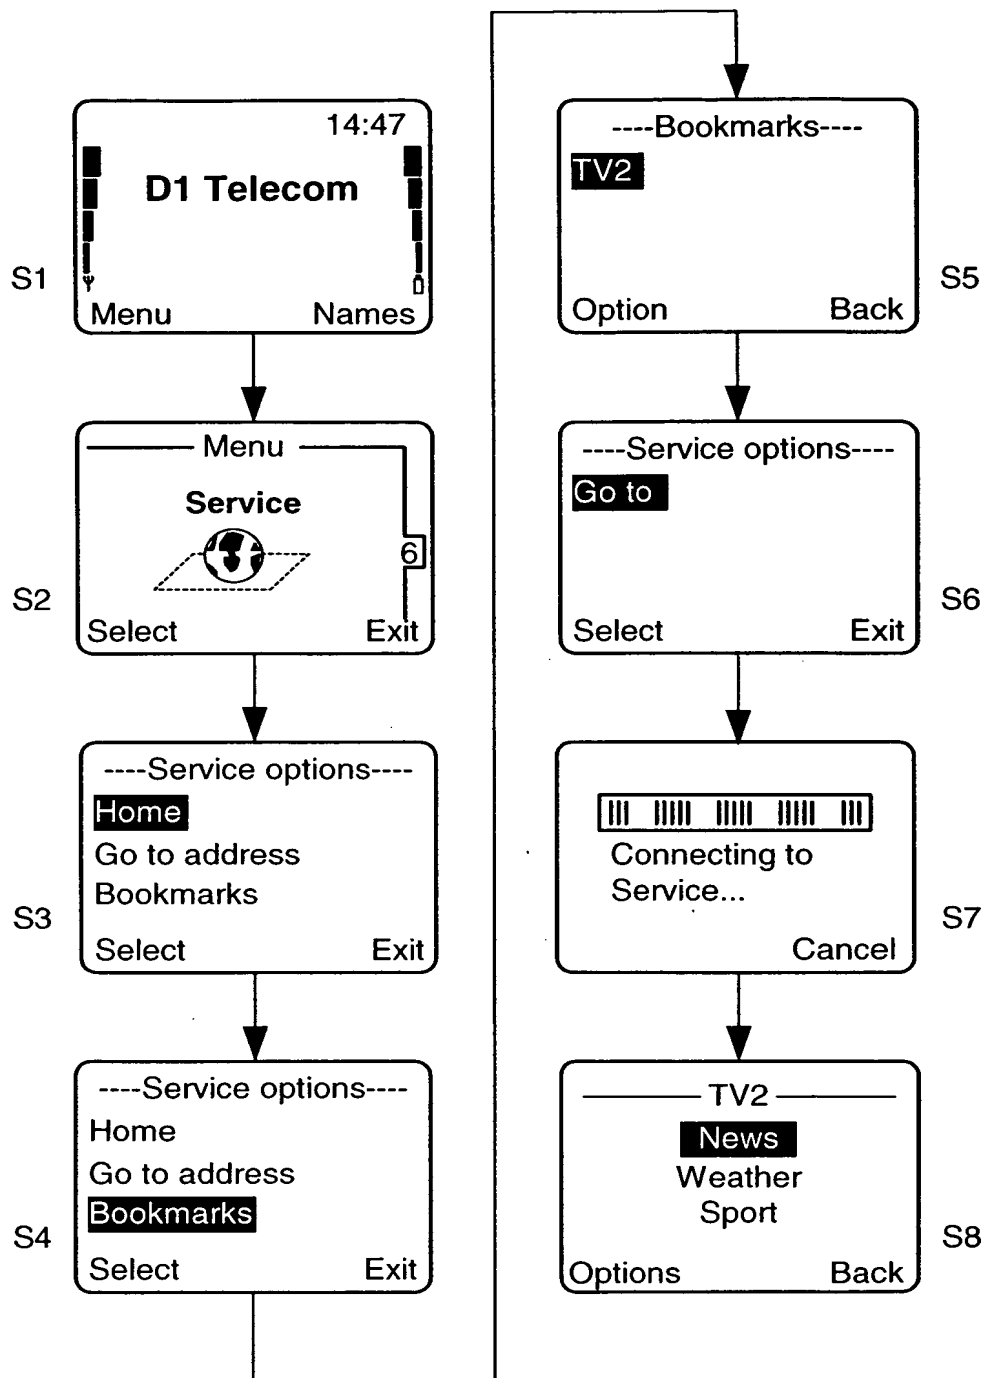 14:47
D1 Telecom
S1
Menu Names
Menu
Service
6
S2
Select Exit
----Service options----
Home
Go to address
Bookmarks
S3
Select Exit
----Service options----
Home
Go to address
Bookmarks
S4
Select Exit
----Bookmarks----
TV2
S5
Option Back
----Service options----
Go to
S6
Select Exit
Connecting to
Service...
S7
Cancel
TV2
News
Weather
Sport
S8
Options Back